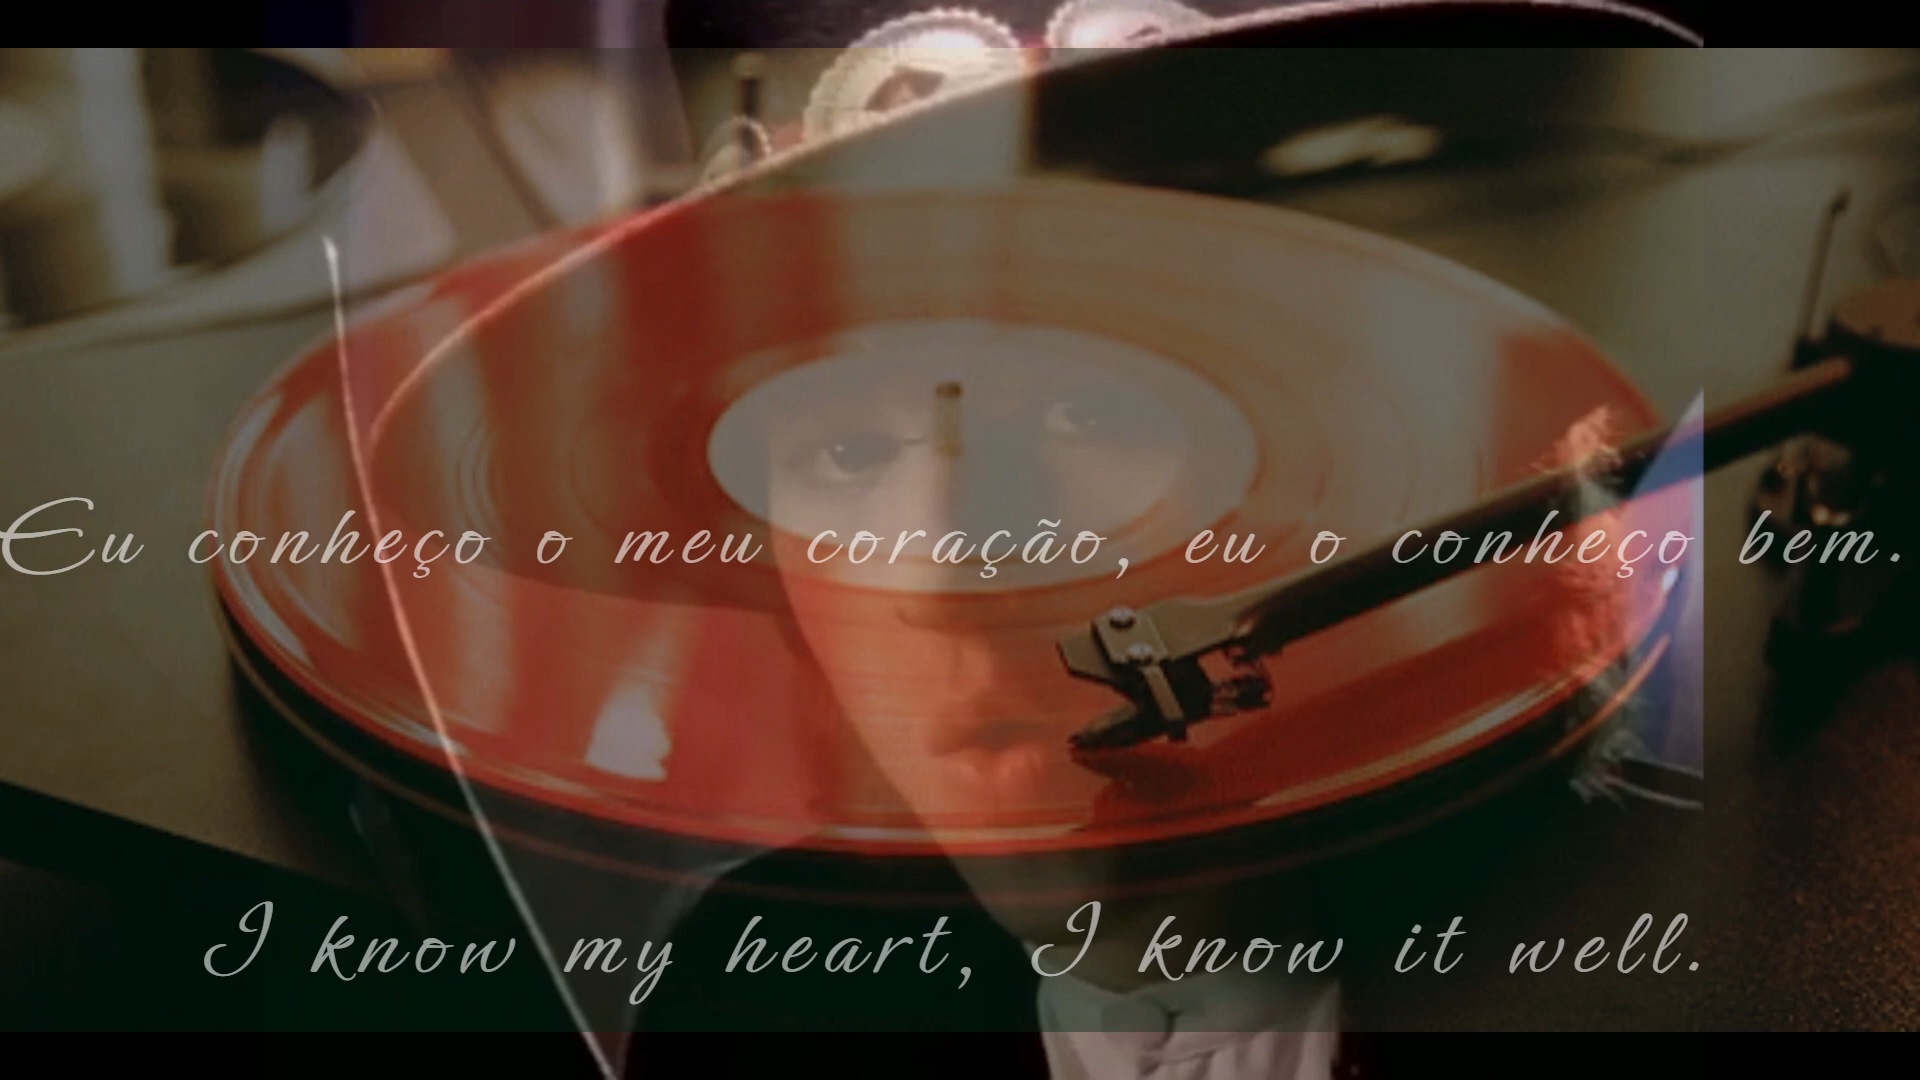 Eu conheço o meu coração, eu o conheço bem.
I know my heart, I know it well.